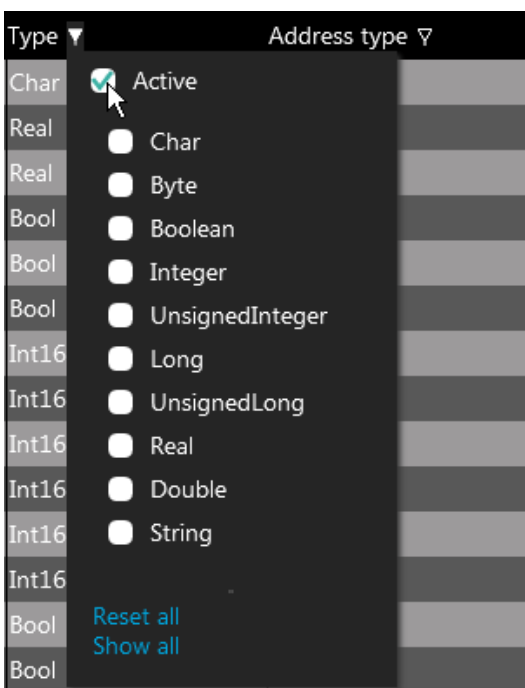 Type Address type
Char Active
Real Char
Real Byte
Bool Boolean
Bool Integer
Bool UnsignedInteger
Int16 Long
Int16 UnsignedLong
Int16 Real
Int16 Double
Int16 String
Int16
Bool Reset all
Show all
Bool